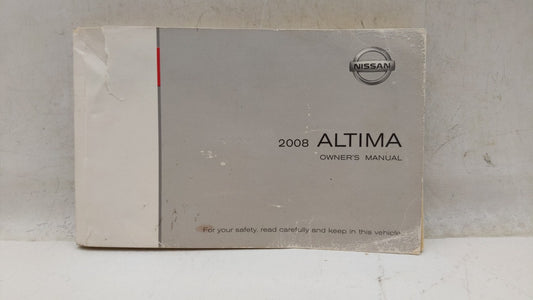 NISSAN
2008 ALTIMA
OWNER'S MANUAL
For your safety, read carefully and keep in this vehicle.